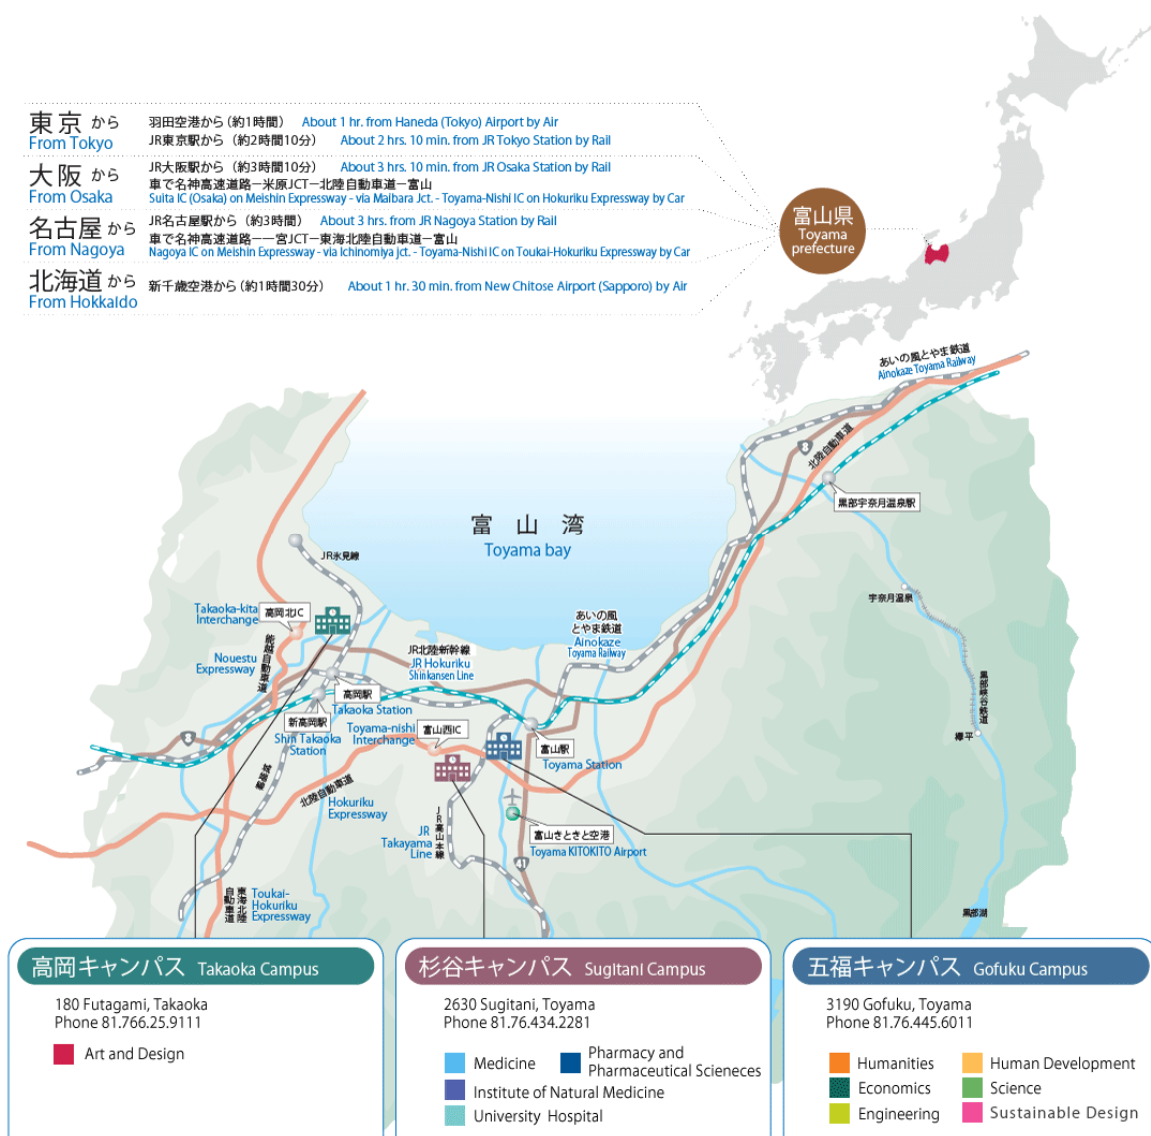 東京から
From Tokyo
羽田空港から（約1時間） About 1 hr. from Haneda (Tokyo) Airport by Air
JR東京駅から（約2時間10分） About 2 hrs. 10 min. from JR Tokyo Station by Rail
大阪から
From Osaka
JR大阪駅から（約3時間10分） About 3 hrs. 10 min. from JR Osaka Station by Rail
車で名神高速道路－米原JCT－北陸自動車道－富山
Suita IC (Osaka) on Meishin Expressway - via Maibara Jct. - Toyama-Nishi IC on Hokuriku Expressway by Car
名古屋から
From Nagoya
JR名古屋駅から（約3時間） About 3 hrs. from JR Nagoya Station by Rail
車で名神高速道路－一宮JCT－東海北陸自動車道－富山
Nagoya IC on Meishin Expressway - via Ichinomiya jct. - Toyama-Nishi IC on Toukai-Hokuriku Expressway by Car
北海道から
From Hokkaido
新千歳空港から（約1時間30分） About 1 hr. 30 min. from New Chitose Airport (Sapporo) by Air
富山県
Toyama
prefecture
あいの風とやま鉄道
Ainokaze Toyama Railway
8
北陸自動車道
黒部宇奈月温泉駅
富山湾
Toyama bay
JR氷見線
宇奈月温泉
Takaoka-kita
Interchange
高岡北IC
あいの風
とやま鉄道
Ainokaze
Toyama Railway
能越自動車道
Nouestu
Expressway
JR北陸新幹線
JR Hokuriku
Shinkansen Line
黒部峡谷鉄道
高岡駅
Takaoka Station
新高岡駅
Shin Takaoka
Station
Toyama-nishi
Interchange
富山西IC
富山駅
Toyama Station
欅平
8
城端線
北陸自動車道
Hokuriku
Expressway
JR高山本線
JR
Takayama
Line
富山きときと空港
Toyama KITOKITO Airport
41
東海北陸
自動車道
Toukai-
Hokuriku
Expressway
黒部湖
高岡キャンパス Takaoka Campus
180 Futagami, Takaoka
Phone 81.766.25.9111
Art and Design
杉谷キャンパス Sugitani Campus
2630 Sugitani, Toyama
Phone 81.76.434.2281
Medicine
Pharmacy and
Pharmaceutical Scieneces
Institute of Natural Medicine
University Hospital
五福キャンパス Gofuku Campus
3190 Gofuku, Toyama
Phone 81.76.445.6011
Humanities
Human Development
Economics
Science
Engineering
Sustainable Design